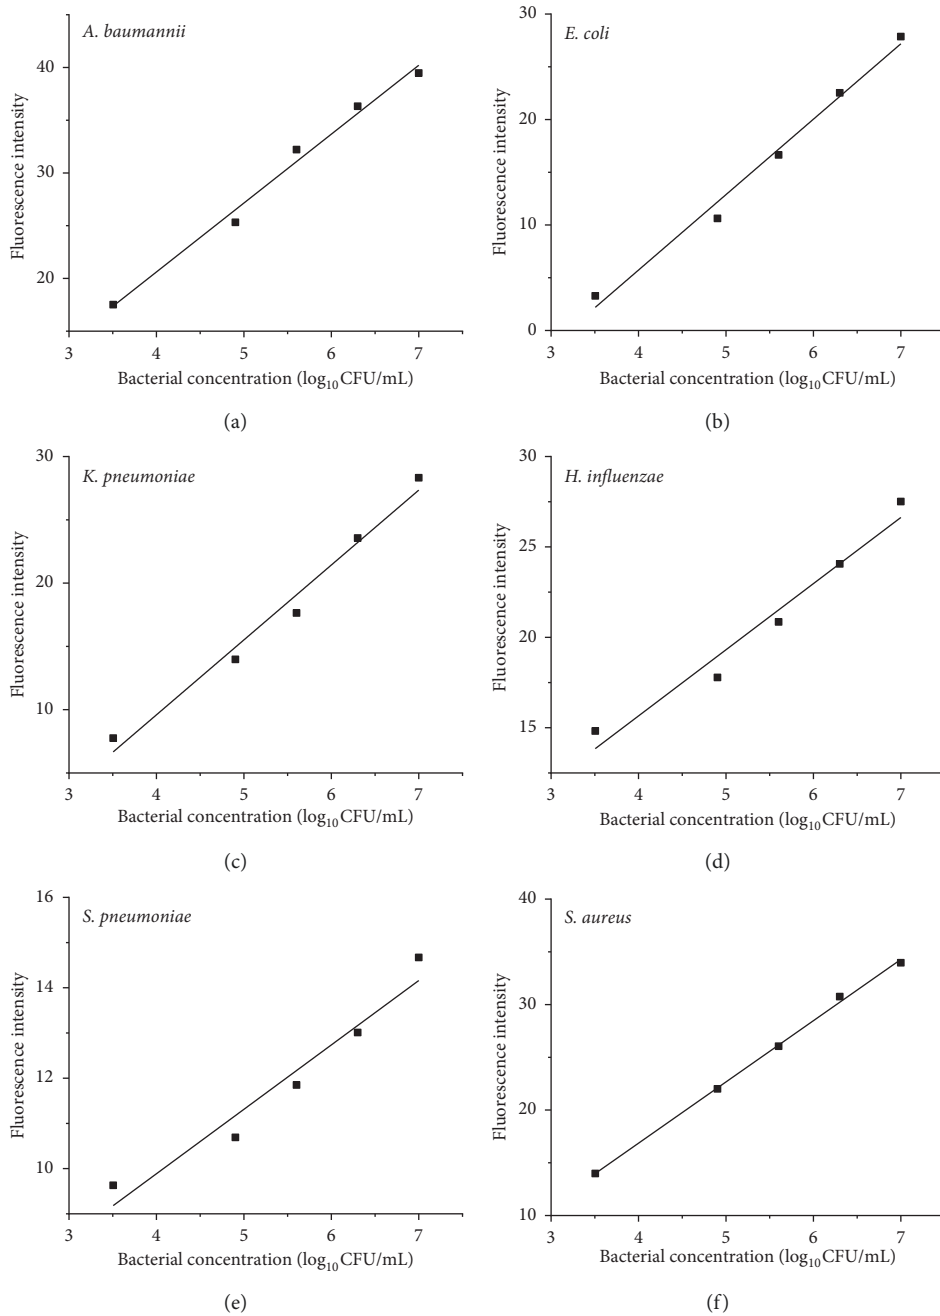 A. baumannii
40
30
20
3 4 5 6 7
Fluorescence intensity
Bacterial concentration (log₁₀CFU/mL)
(a)
E. coli
30
20
10
0
3 4 5 6 7
Fluorescence intensity
Bacterial concentration (log₁₀CFU/mL)
(b)
K. pneumoniae
30
20
10
3 4 5 6 7
Fluorescence intensity
Bacterial concentration (log₁₀CFU/mL)
(c)
H. influenzae
30
25
20
15
3 4 5 6 7
Fluorescence intensity
Bacterial concentration (log₁₀CFU/mL)
(d)
S. pneumoniae
16
14
12
10
3 4 5 6 7
Fluorescence intensity
Bacterial concentration (log₁₀CFU/mL)
(e)
S. aureus
40
30
20
10
3 4 5 6 7
Fluorescence intensity
Bacterial concentration (log₁₀CFU/mL)
(f)